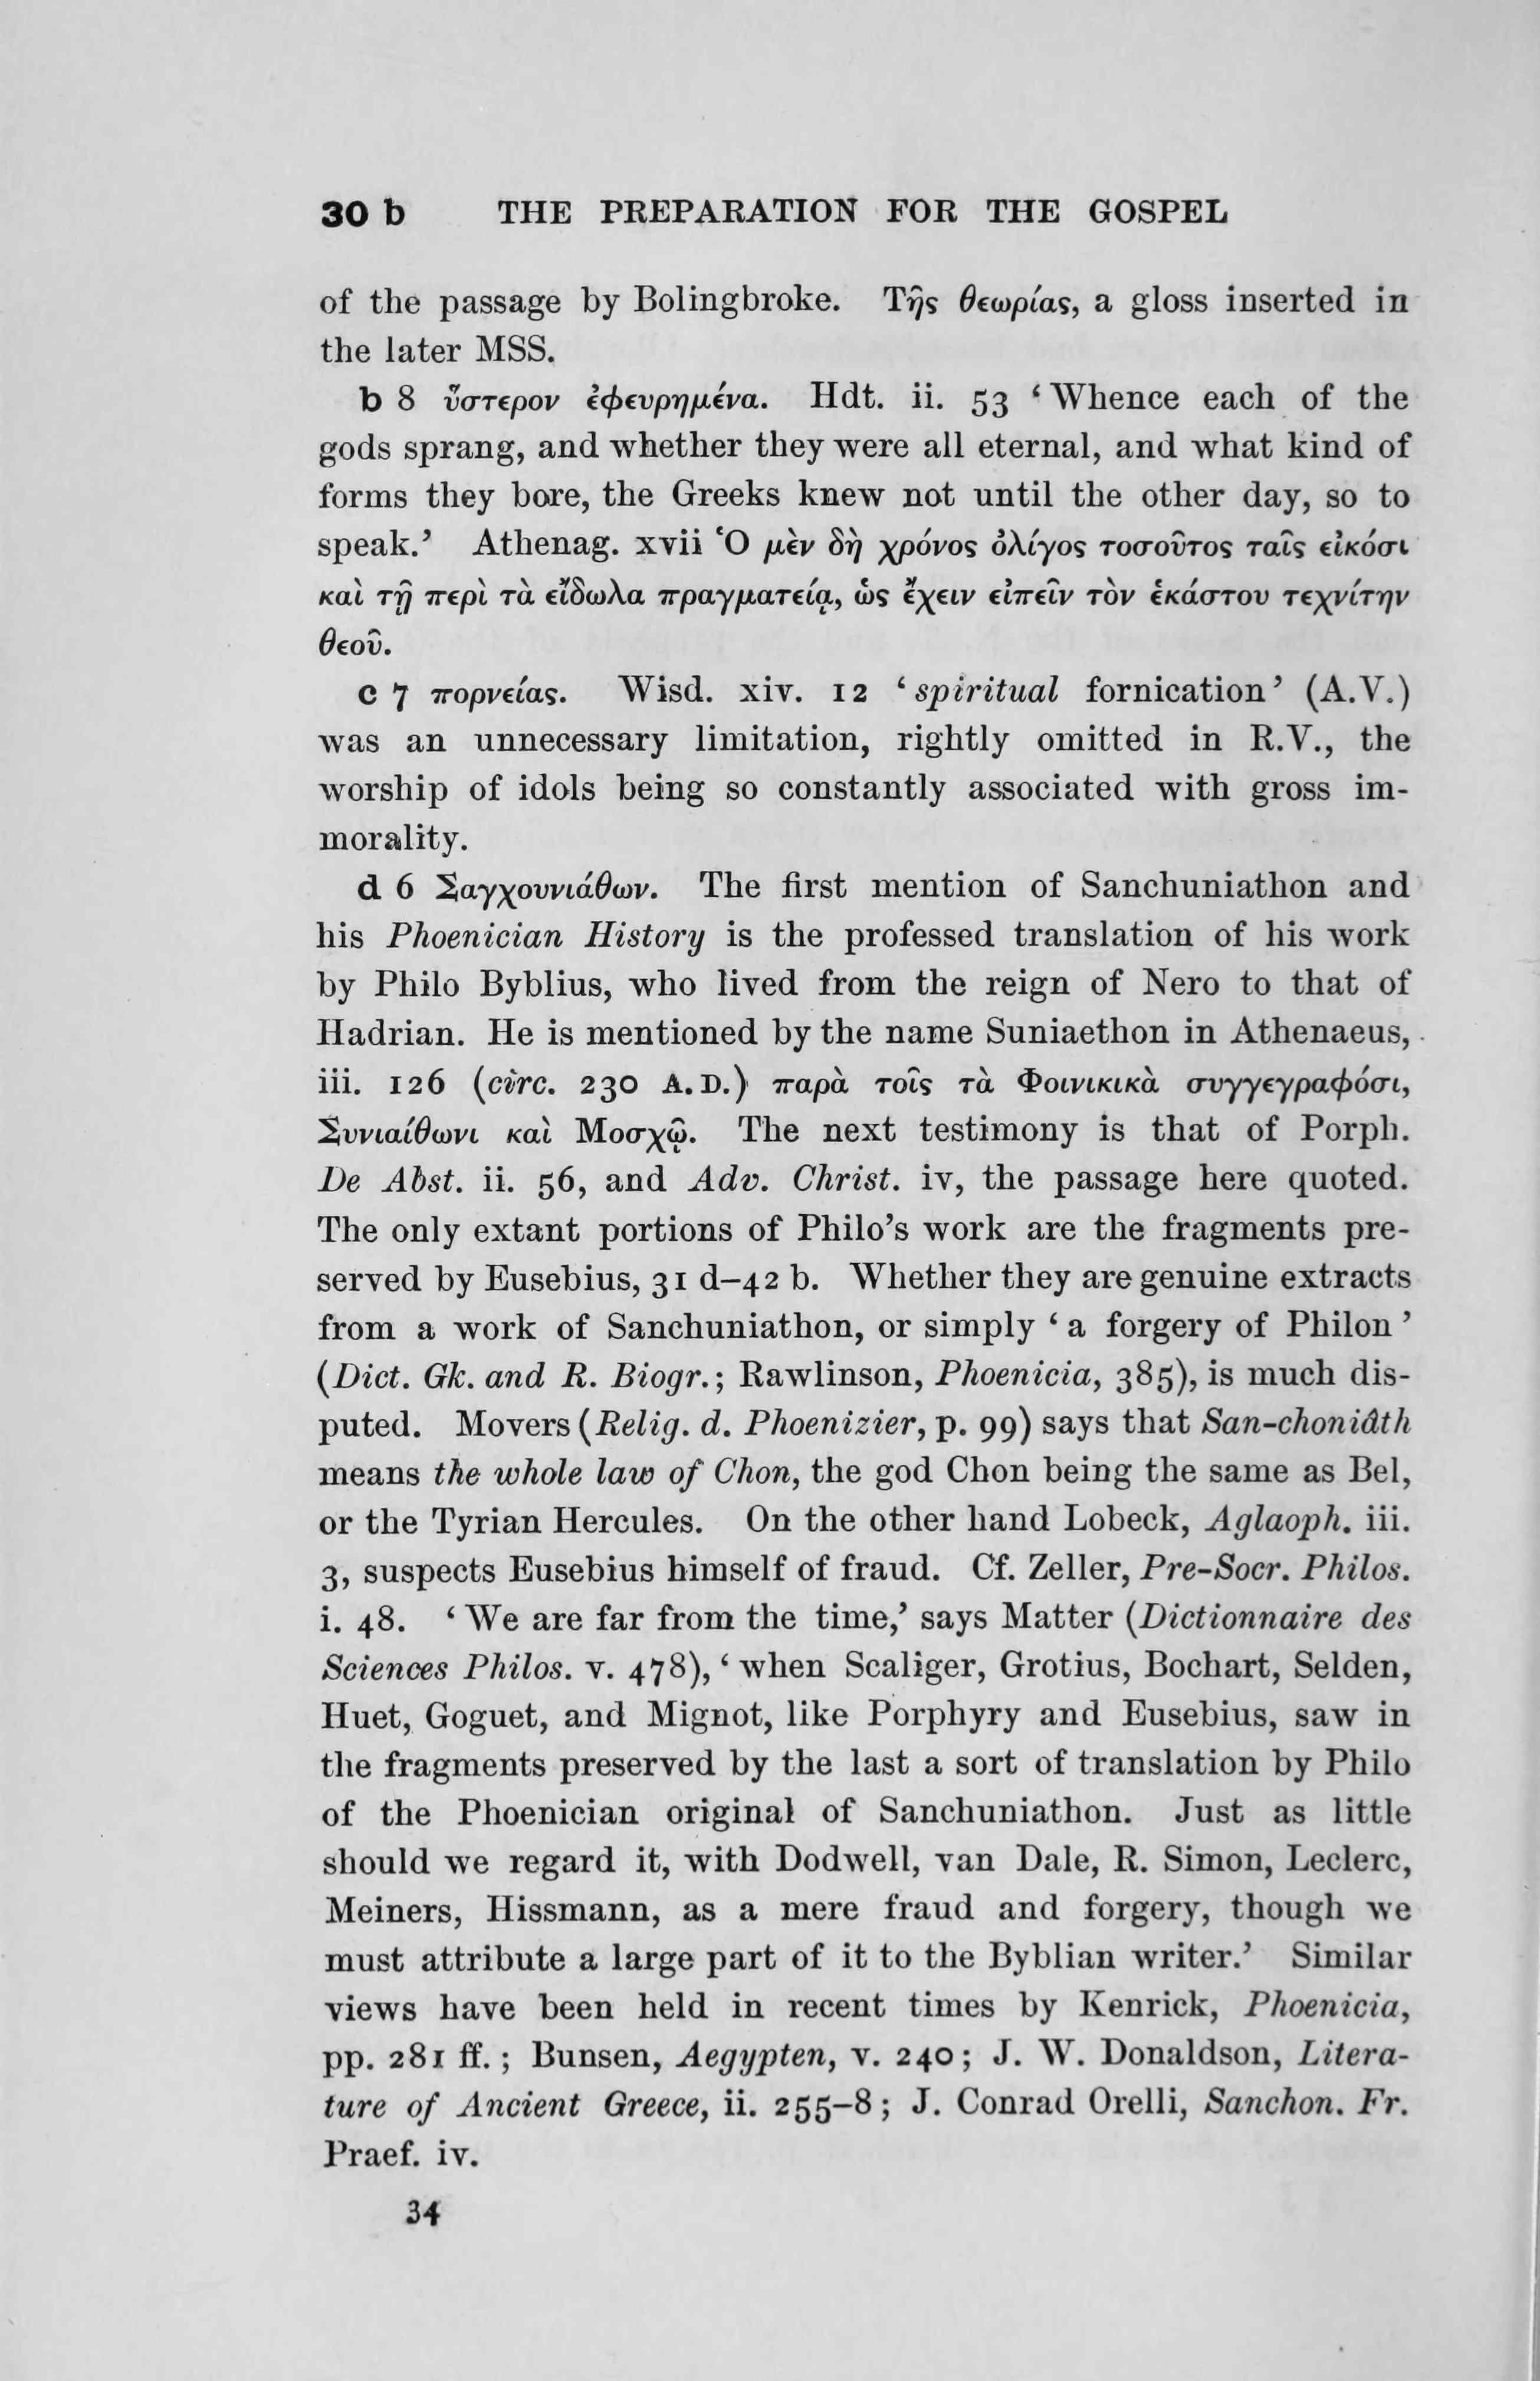 30 b THE PREPARATION FOR THE GOSPEL
of the passage by Bolingbroke. Τῆς θεωρίας, a gloss inserted in
the later MSS.
b 8 ὕστερον ἐφευρημένα. Hdt. ii. 53 ‘Whence each of the
gods sprang, and whether they were all eternal, and what kind of
forms they bore, the Greeks knew not until the other day, so to
speak.’ Athenag. xvii Ὁ μὲν δὴ χρόνος ὀλίγος τοσοῦτος ταῖς εἰκόσι
καὶ τῇ περὶ τὰ εἴδωλα πραγματείᾳ, ὡς ἔχειν εἰπεῖν τὸν ἑκάστου τεχνίτην
θεοῦ.
c 7 πορνείας. Wisd. xiv. 12 ‘spiritual fornication’ (A.V.)
was an unnecessary limitation, rightly omitted in R.V., the
worship of idols being so constantly associated with gross im-
morality.
d 6 Σαγχουνιάθων. The first mention of Sanchuniathon and
his Phoenician History is the professed translation of his work
by Philo Byblius, who lived from the reign of Nero to that of
Hadrian. He is mentioned by the name Suniaethon in Athenaeus,
iii. 126 (circ. 230 A.D.) παρὰ τοῖς τὰ Φοινικικὰ συγγεγραφόσι,
Συνιαίθωνι καὶ Μοσχῷ. The next testimony is that of Porph.
De Abst. ii. 56, and Adv. Christ. iv, the passage here quoted.
The only extant portions of Philo’s work are the fragments pre-
served by Eusebius, 31 d–42 b. Whether they are genuine extracts
from a work of Sanchuniathon, or simply ‘a forgery of Philon’
(Dict. Gk. and R. Biogr.; Rawlinson, Phoenicia, 385), is much dis-
puted. Movers (Relig. d. Phoenizier, p. 99) says that San-choniâth
means the whole law of Chon, the god Chon being the same as Bel,
or the Tyrian Hercules. On the other hand Lobeck, Aglaoph. iii.
3, suspects Eusebius himself of fraud. Cf. Zeller, Pre-Socr. Philos.
i. 48. ‘We are far from the time,’ says Matter (Dictionnaire des
Sciences Philos. v. 478), ‘when Scaliger, Grotius, Bochart, Selden,
Huet, Goguet, and Mignot, like Porphyry and Eusebius, saw in
the fragments preserved by the last a sort of translation by Philo
of the Phoenician original of Sanchuniathon. Just as little
should we regard it, with Dodwell, van Dale, R. Simon, Leclerc,
Meiners, Hissmann, as a mere fraud and forgery, though we
must attribute a large part of it to the Byblian writer.’ Similar
views have been held in recent times by Kenrick, Phoenicia,
pp. 281 ff.; Bunsen, Aegypten, v. 240; J. W. Donaldson, Litera-
ture of Ancient Greece, ii. 255–8; J. Conrad Orelli, Sanchon. Fr.
Praef. iv.
34